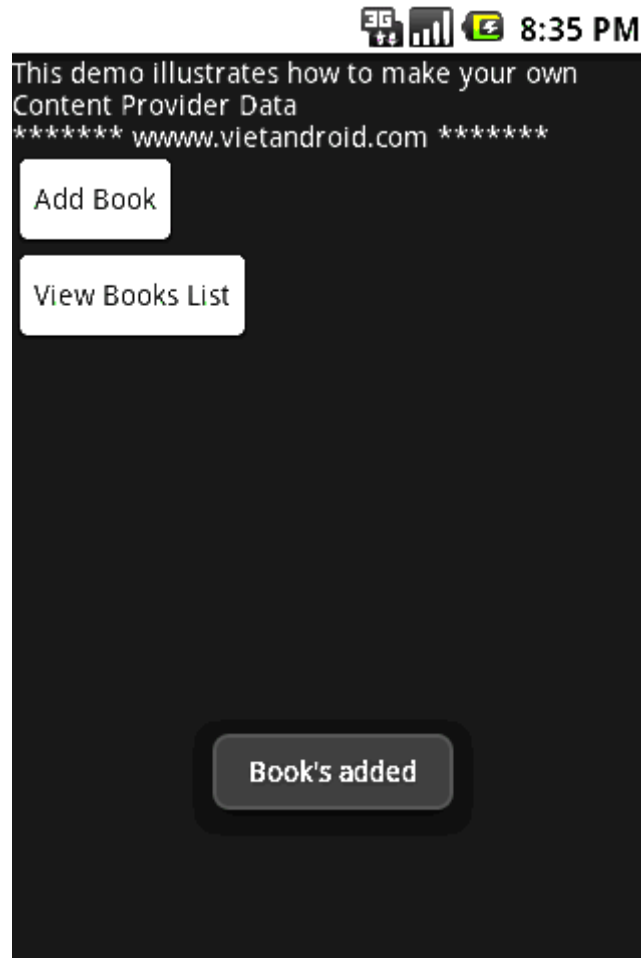 3G 8:35 PM
This demo illustrates how to make your own
Content Provider Data
******* wwww.vietandroid.com *******
Add Book
View Books List
Book's added